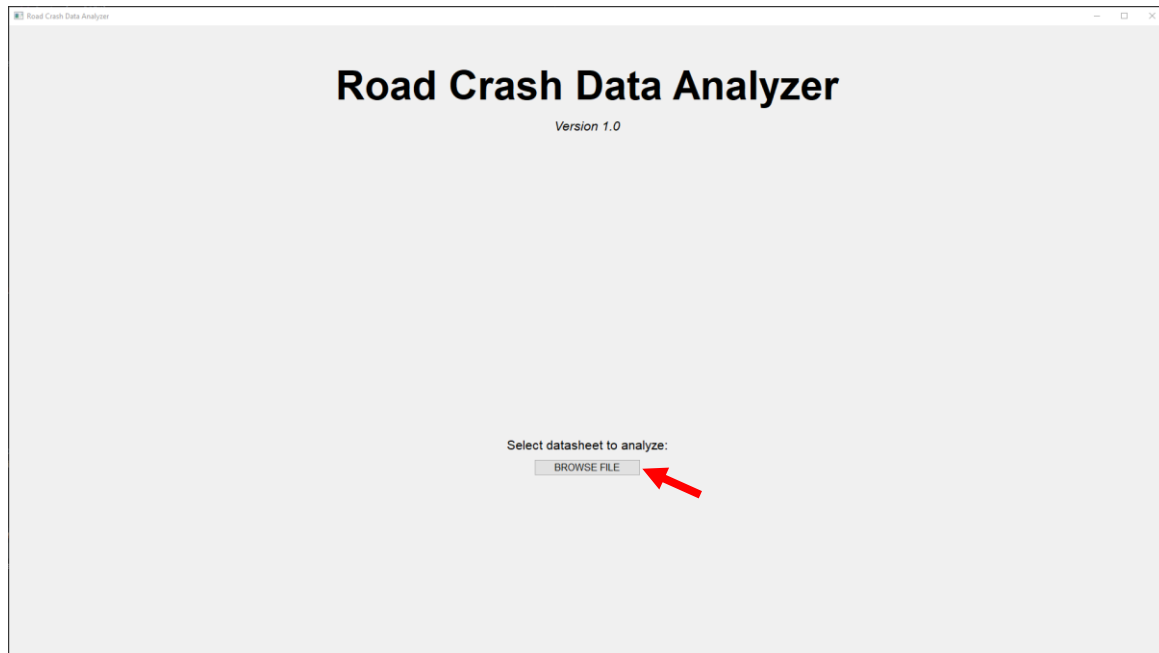 Road Crash Data Analyzer
Road Crash Data Analyzer
Version 1.0
Select datasheet to analyze:
BROWSE FILE